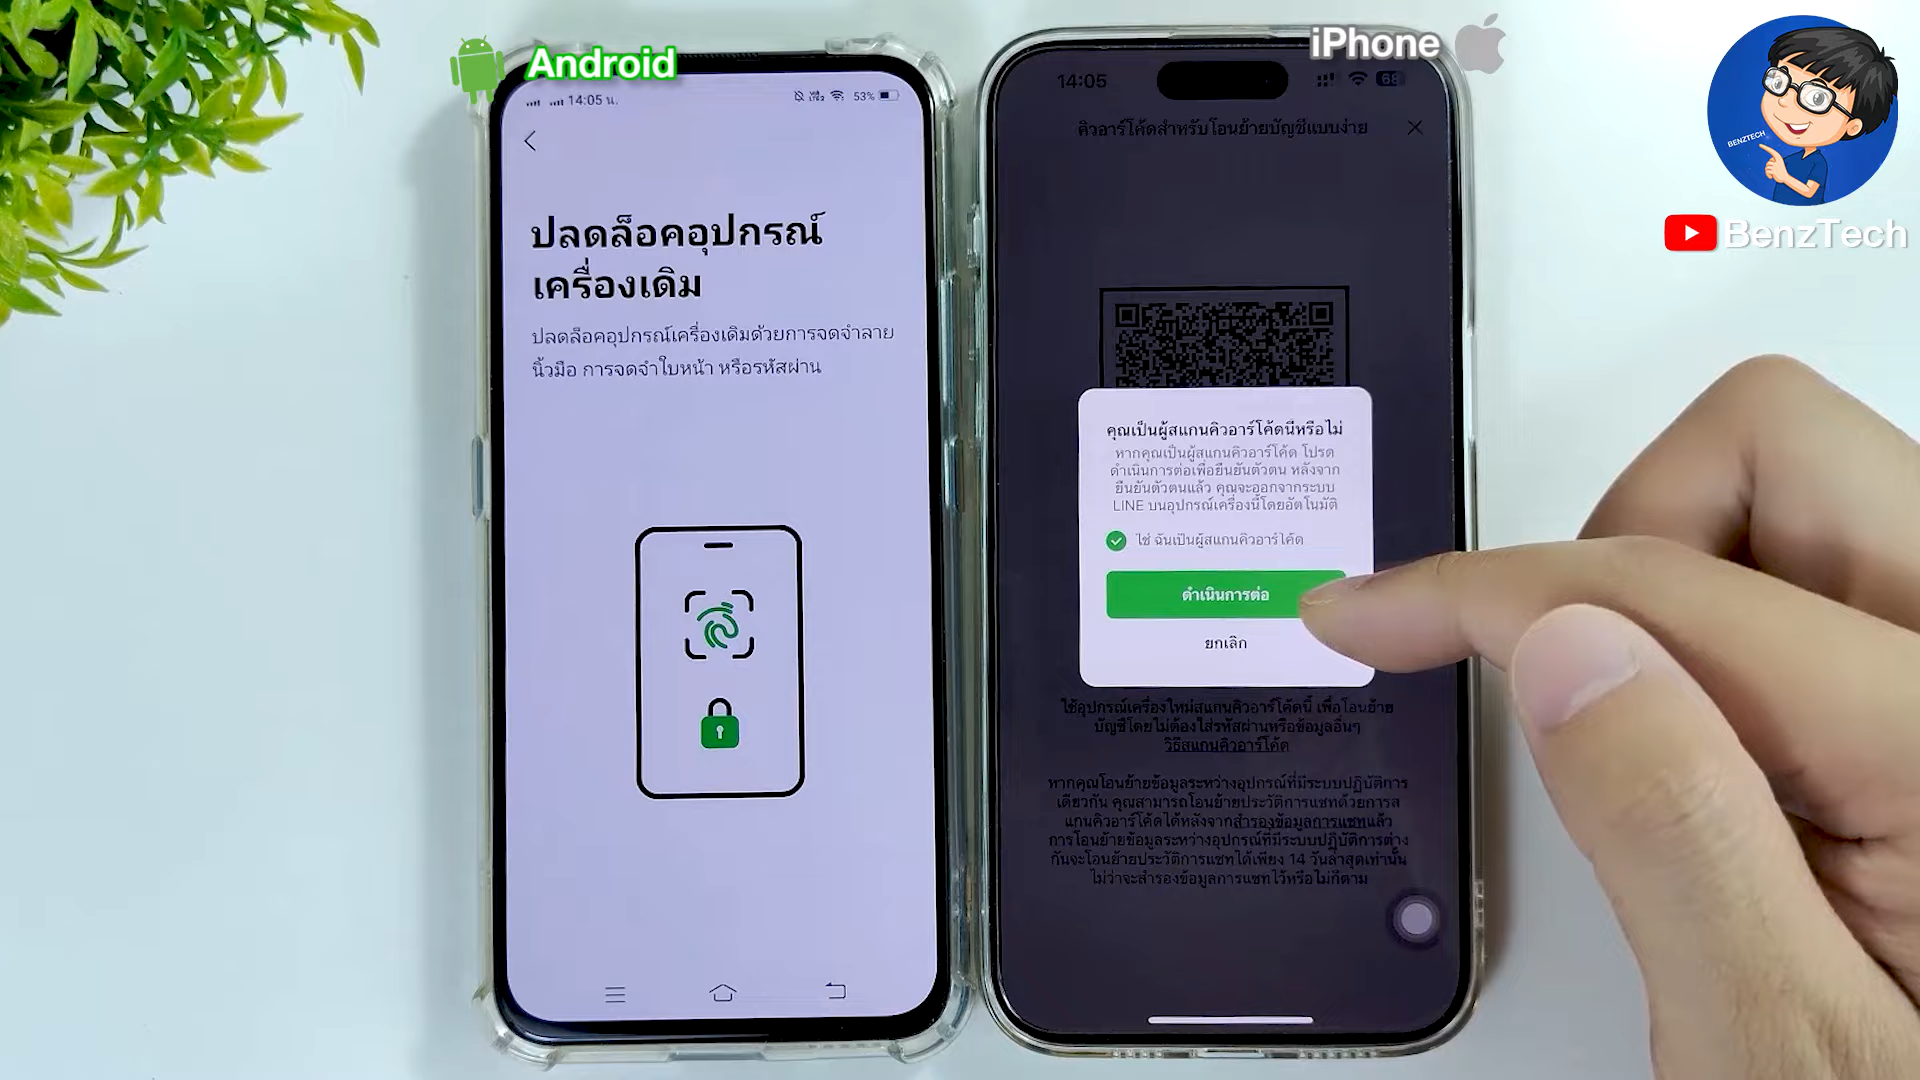 Android
iPhone
BENZTECH
BenzTech
14:05 น.
53%
ปลดล็อคอุปกรณ์
เครื่องเดิม
ปลดล็อคอุปกรณ์เครื่องเดิมด้วยการจดจำลาย
นิ้วมือ การจดจำใบหน้า หรือรหัสผ่าน
14:05
68
คิวอาร์โค้ดสำหรับโอนย้ายบัญชีแบบง่าย
คุณเป็นผู้สแกนคิวอาร์โค้ดนี้หรือไม่
หากคุณเป็นผู้สแกนคิวอาร์โค้ด โปรด
ดำเนินการต่อเพื่อยืนยันตัวตน หลังจาก
ยืนยันตัวตนแล้ว คุณจะออกจากระบบ
LINE บนอุปกรณ์เครื่องนี้โดยอัตโนมัติ
ใช่ ฉันเป็นผู้สแกนคิวอาร์โค้ด
ดำเนินการต่อ
ยกเลิก
ใช้อุปกรณ์เครื่องใหม่สแกนคิวอาร์โค้ดนี้ เพื่อโอนย้าย
บัญชีโดยไม่ต้องใส่รหัสผ่านหรือข้อมูลอื่นๆ
วิธีสแกนคิวอาร์โค้ด
หากคุณโอนย้ายข้อมูลระหว่างอุปกรณ์ที่มีระบบปฏิบัติการ
เดียวกัน คุณสามารถโอนย้ายประวัติการแชทด้วยการส
แกนคิวอาร์โค้ดได้หลังจากสำรองข้อมูลการแชทแล้ว
การโอนย้ายข้อมูลระหว่างอุปกรณ์ที่มีระบบปฏิบัติการต่าง
กันจะโอนย้ายประวัติการแชทได้เพียง 14 วันล่าสุดเท่านั้น
ไม่ว่าจะสำรองข้อมูลการแชทไว้หรือไม่ก็ตาม